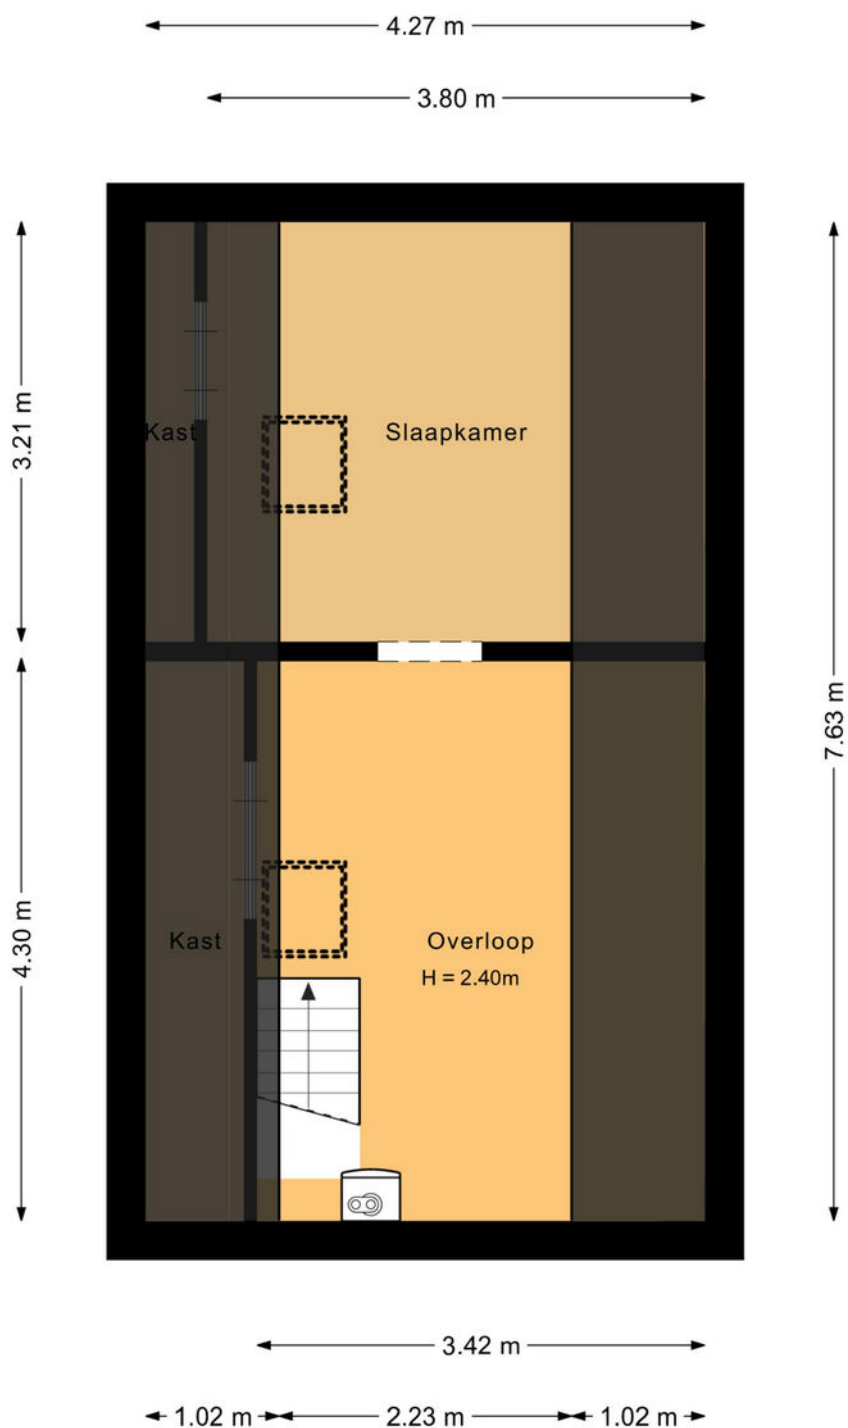 4.27 m
3.80 m
3.21 m
Kast
Slaapkamer
7.63 m
4.30 m
Kast
Overloop
H = 2.40m
3.42 m
1.02 m
2.23 m
1.02 m